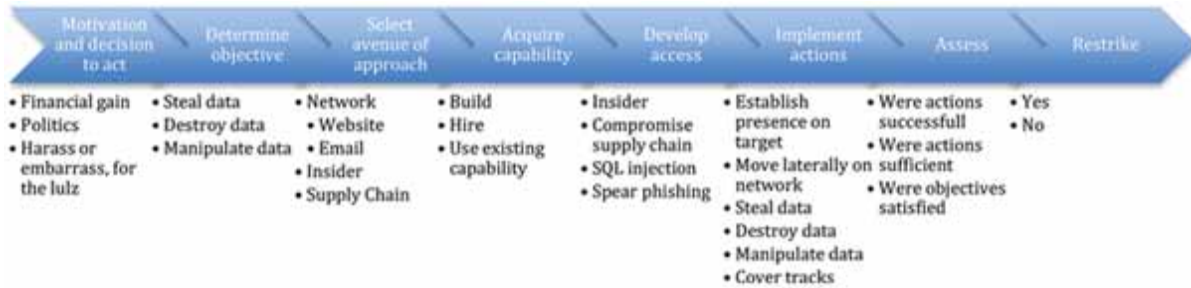 Motivation
and decision
to act
Determine
objective
Select
avenue of
approach
Acquire
capability
Develop
access
Implement
actions
Assess
Restrike
• Financial gain
• Politics
• Harass or
embarrass, for
the lulz
• Steal data
• Destroy data
• Manipulate data
• Network
• Website
• Email
• Insider
• Supply Chain
• Build
• Hire
• Use existing
capability
• Insider
• Compromise
supply chain
• SQL injection
• Spear phishing
• Establish
presence on
target
• Move laterally on
network
• Steal data
• Destroy data
• Manipulate data
• Cover tracks
• Were actions
successfull
• Were actions
sufficient
• Were objectives
satisfied
• Yes
• No